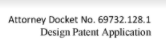 Attorney Docket No. 69732.128.1
Design Patent Application